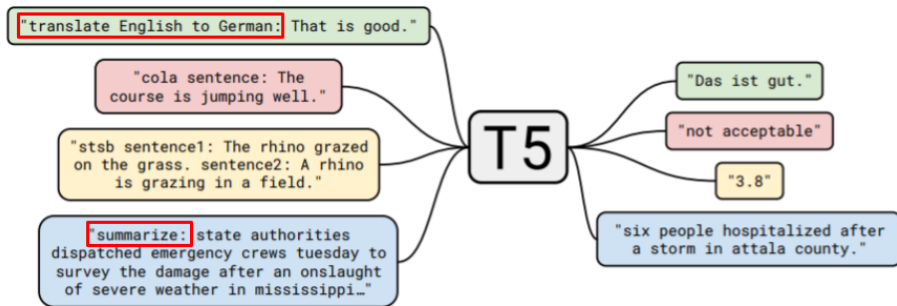 "translate English to German: That is good."
"cola sentence: The
course is jumping well."
"stsb sentence1: The rhino grazed
on the grass. sentence2: A rhino
is grazing in a field."
"summarize: state authorities
dispatched emergency crews tuesday to
survey the damage after an onslaught
of severe weather in mississippi…"
T5
"Das ist gut."
"not acceptable"
"3.8"
"six people hospitalized after
a storm in attala county."